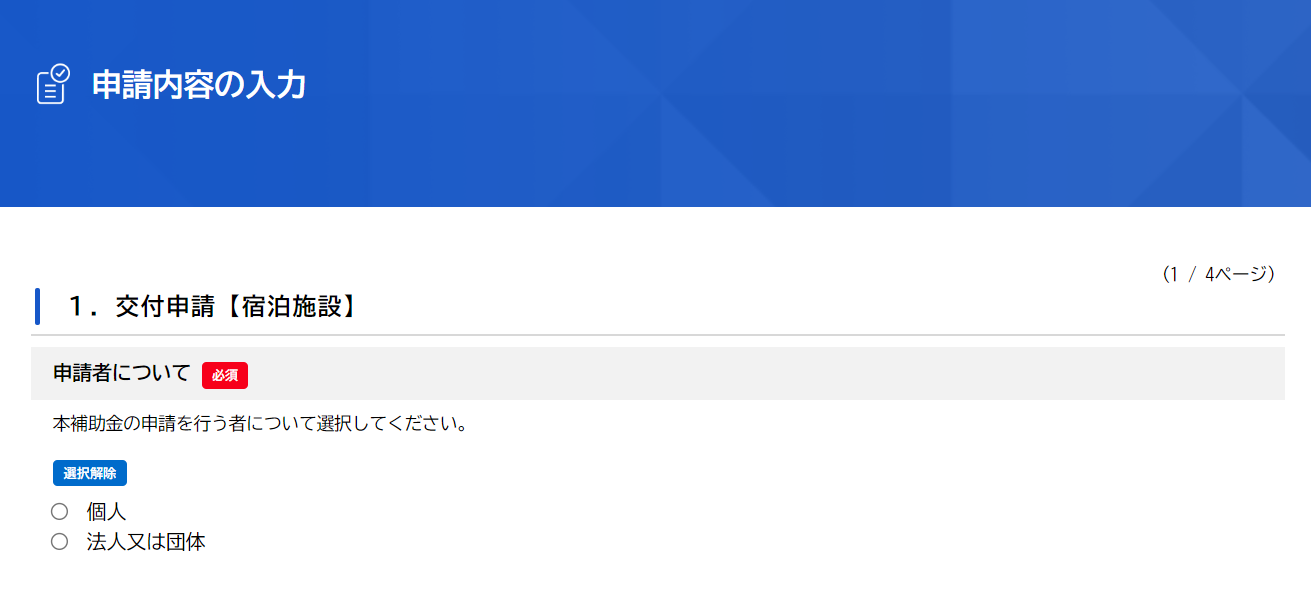 申請内容の入力
（1 / 4ページ）
１．交付申請【宿泊施設】
申請者について 必須
本補助金の申請を行う者について選択してください。
選択解除
個人
法人又は団体